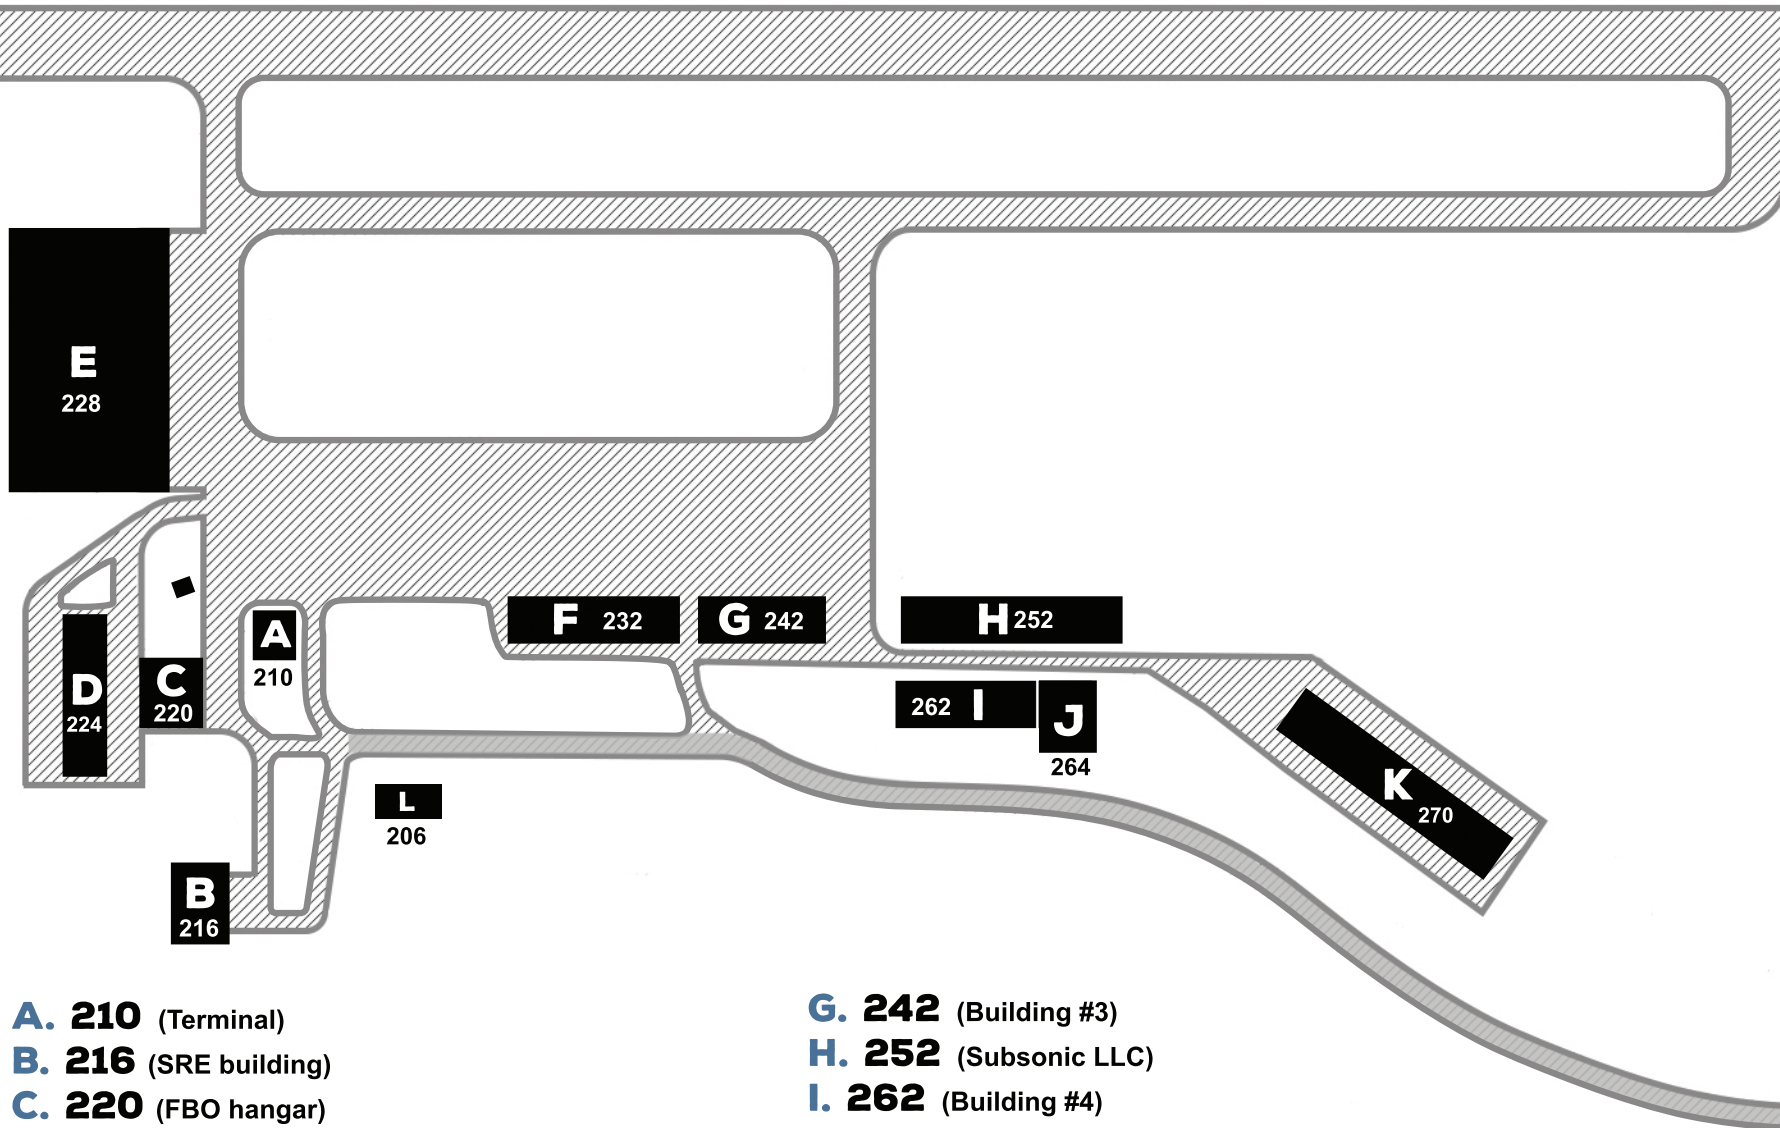 E
228
F 232
G 242
H 252
A
210
D
224
C
220
262 I
J
264
K
270
L
206
B
216
A. 210 (Terminal)
B. 216 (SRE building)
C. 220 (FBO hangar)
G. 242 (Building #3)
H. 252 (Subsonic LLC)
I. 262 (Building #4)